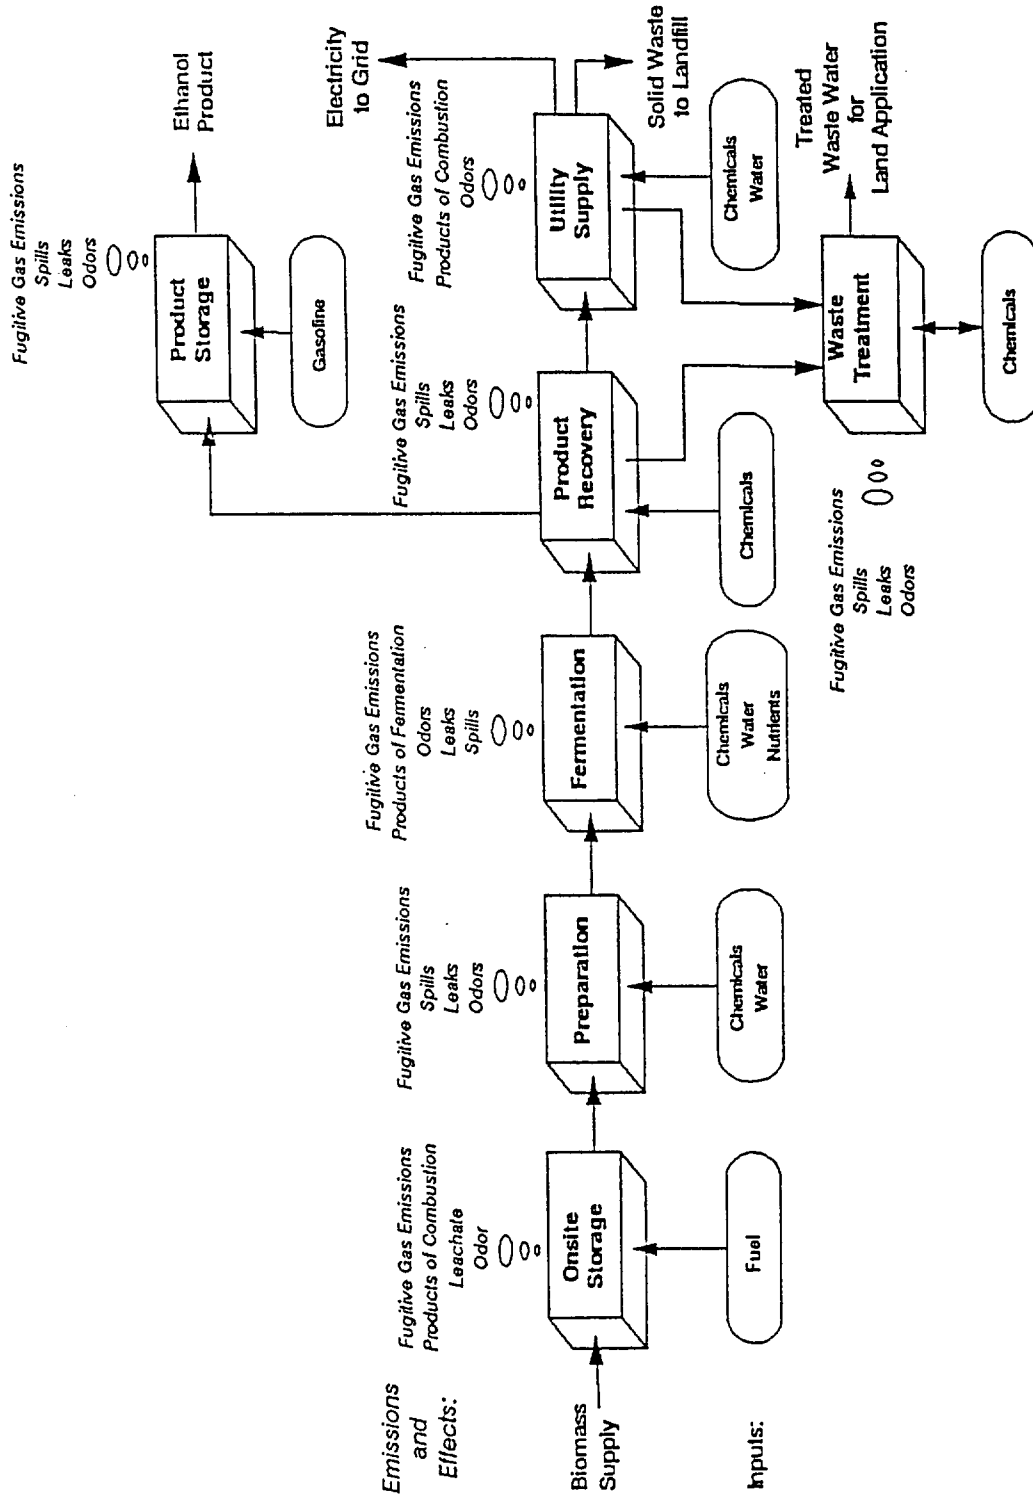 Emissions
and
Effects:
Biomass
Supply
Inputs:
Fugitive Gas Emissions
Products of Combustion
Leachate
Odor
Onsite
Storage
Fuel
Fugitive Gas Emissions
Spills
Leaks
Odors
Preparation
Chemicals
Water
Fugitive Gas Emissions
Products of Fermentation
Odors
Leaks
Spills
Fermentation
Chemicals
Water
Nutrients
Fugitive Gas Emissions
Spills
Leaks
Odors
Product
Recovery
Chemicals
Fugitive Gas Emissions
Spills
Leaks
Odors
Product
Storage
Gasoline
Ethanol
Product
Fugitive Gas Emissions
Products of Combustion
Odors
Utility
Supply
Chemicals
Water
Electricity
to Grid
Solid Waste
to Landfill
Fugitive Gas Emissions
Spills
Leaks
Odors
Waste
Treatment
Chemicals
Treated
Waste Water
for
Land Application